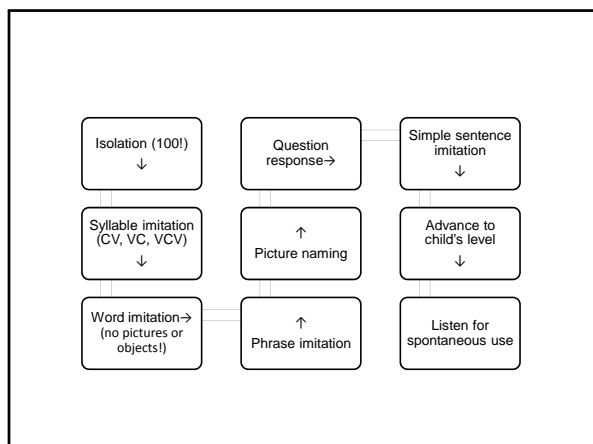 Isolation (100!)
↓
Syllable imitation
(CV, VC, VCV)
↓
Word imitation→
(no pictures or
objects!)
↑
Phrase imitation
↑
Picture naming
Question
response→
Simple sentence
imitation
↓
Advance to
child's level
↓
Listen for
spontaneous use